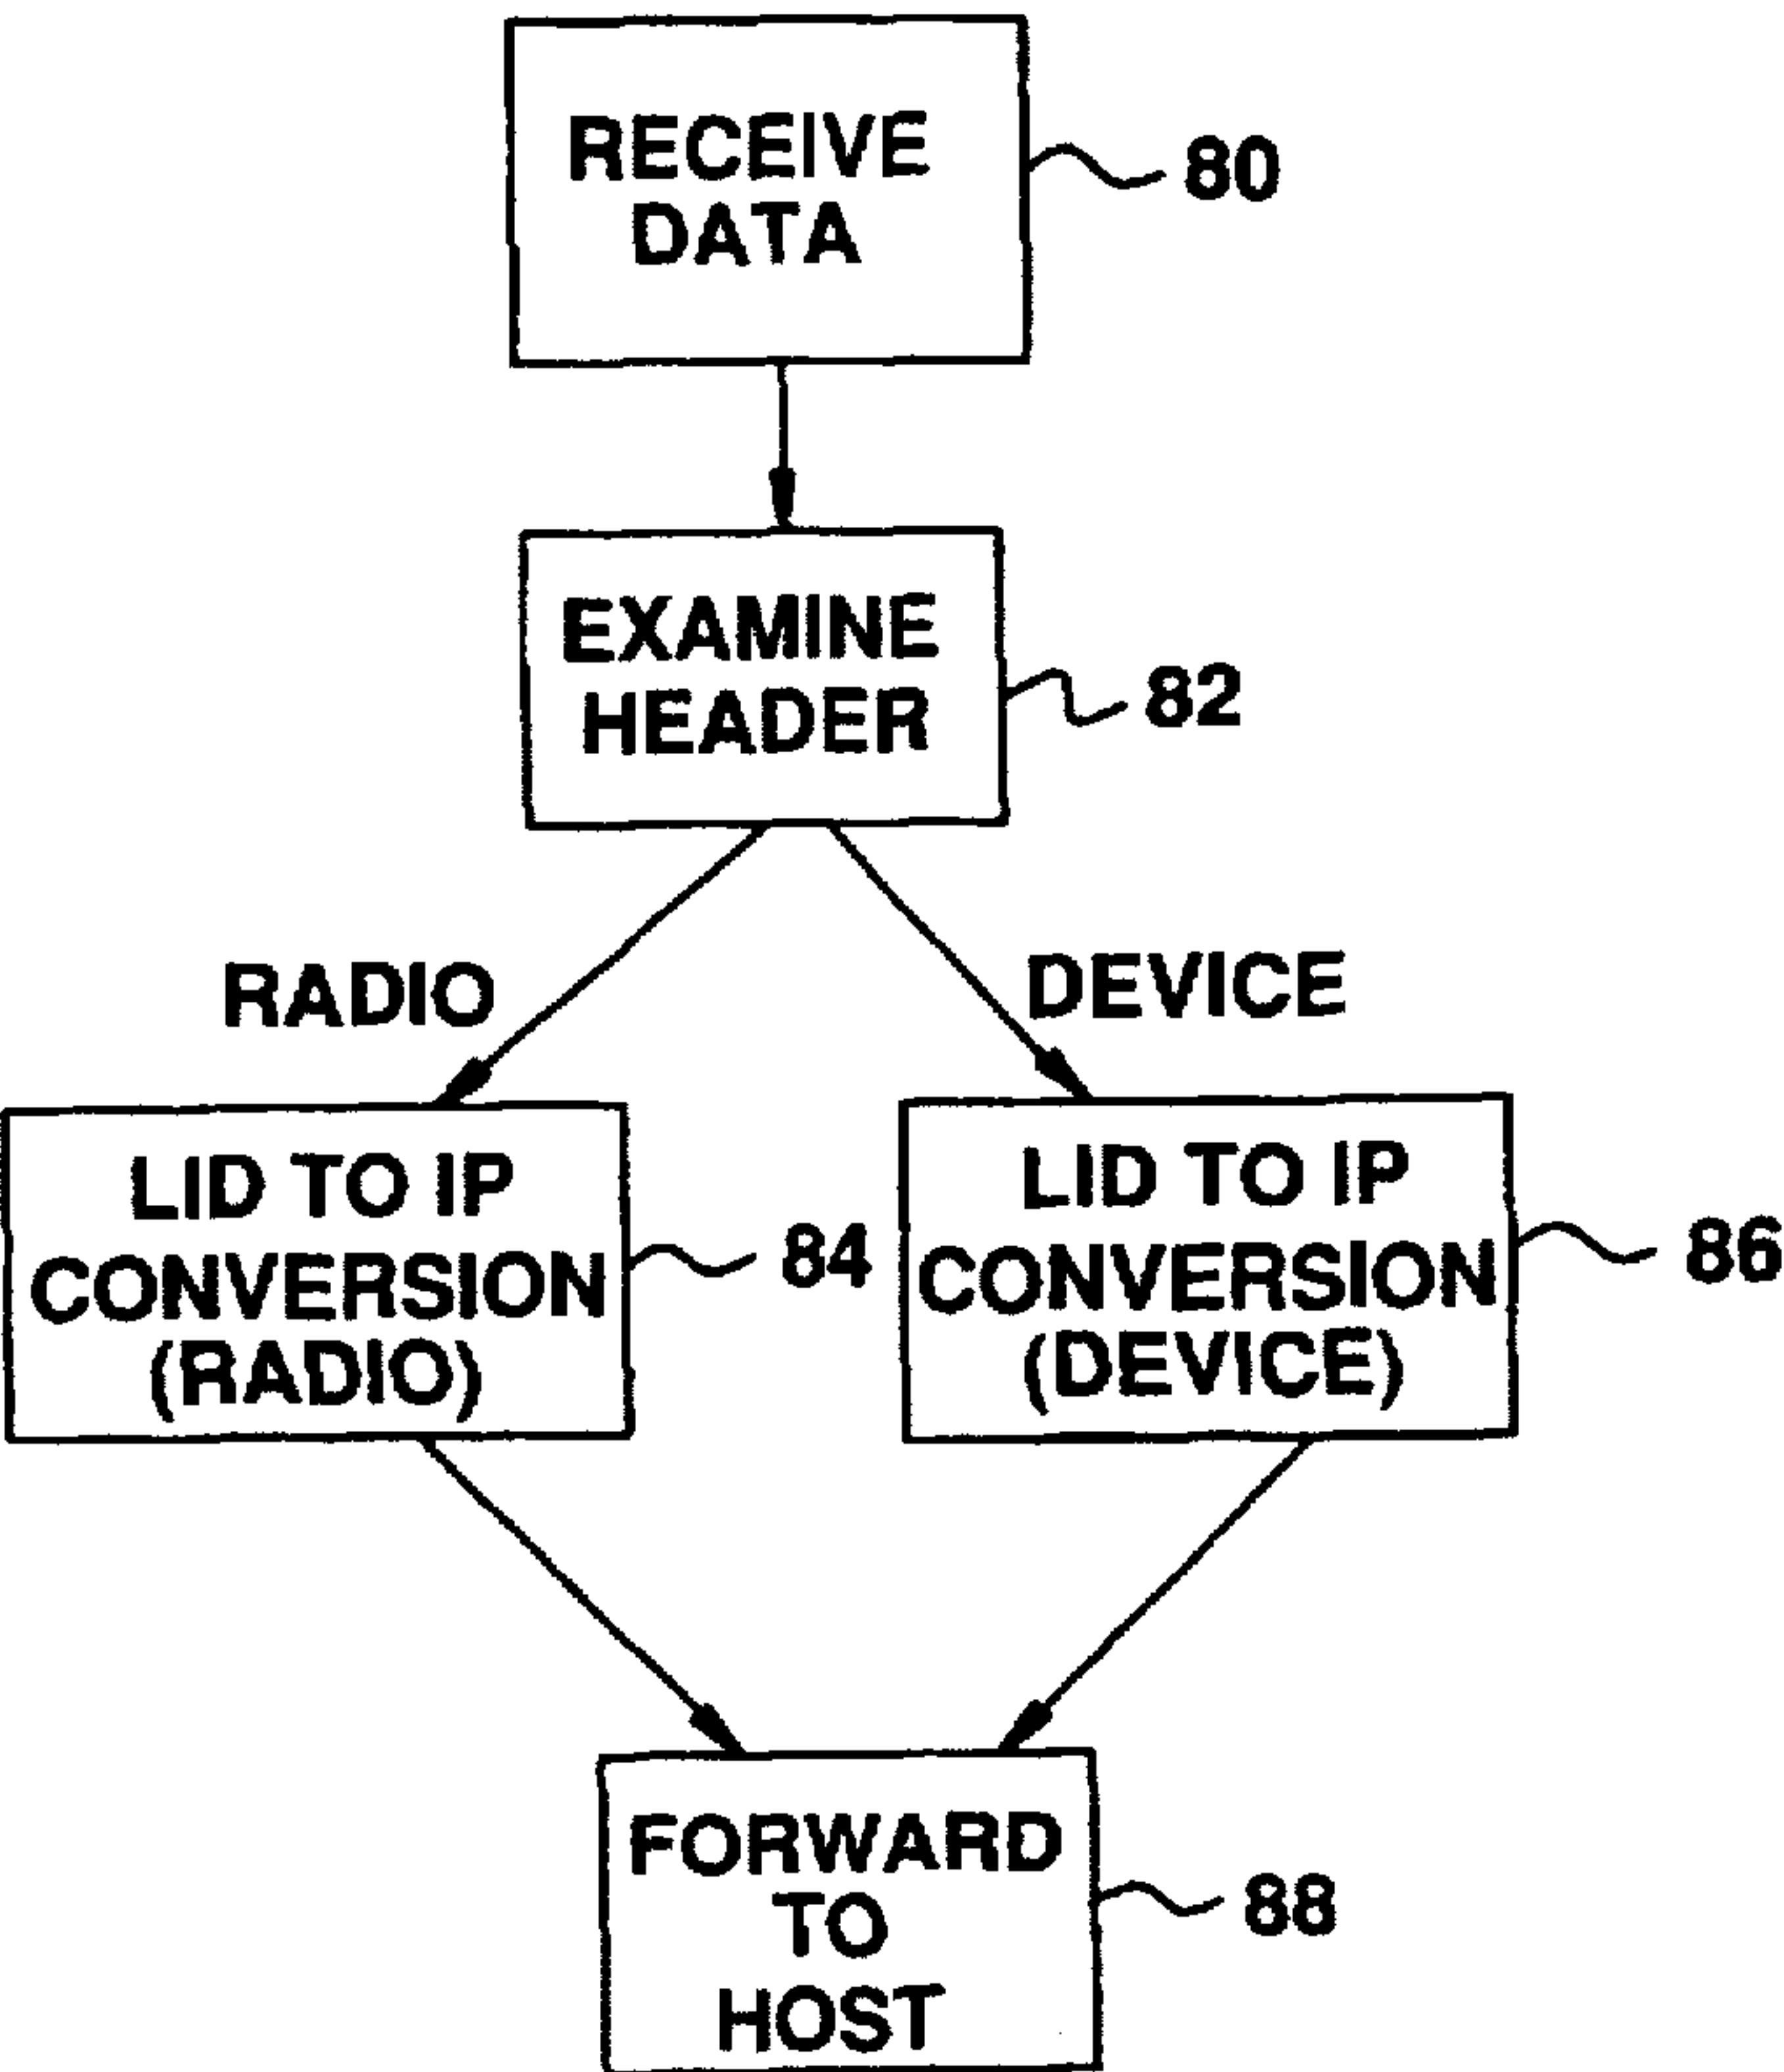 RECEIVE
DATA
80
EXAMINE
HEADER
82
RADIO
DEVICE
LID TO IP
CONVERSION
(RADIO)
84
LID TO IP
CONVERSION
(DEVICE)
86
FORWARD
TO
HOST
88